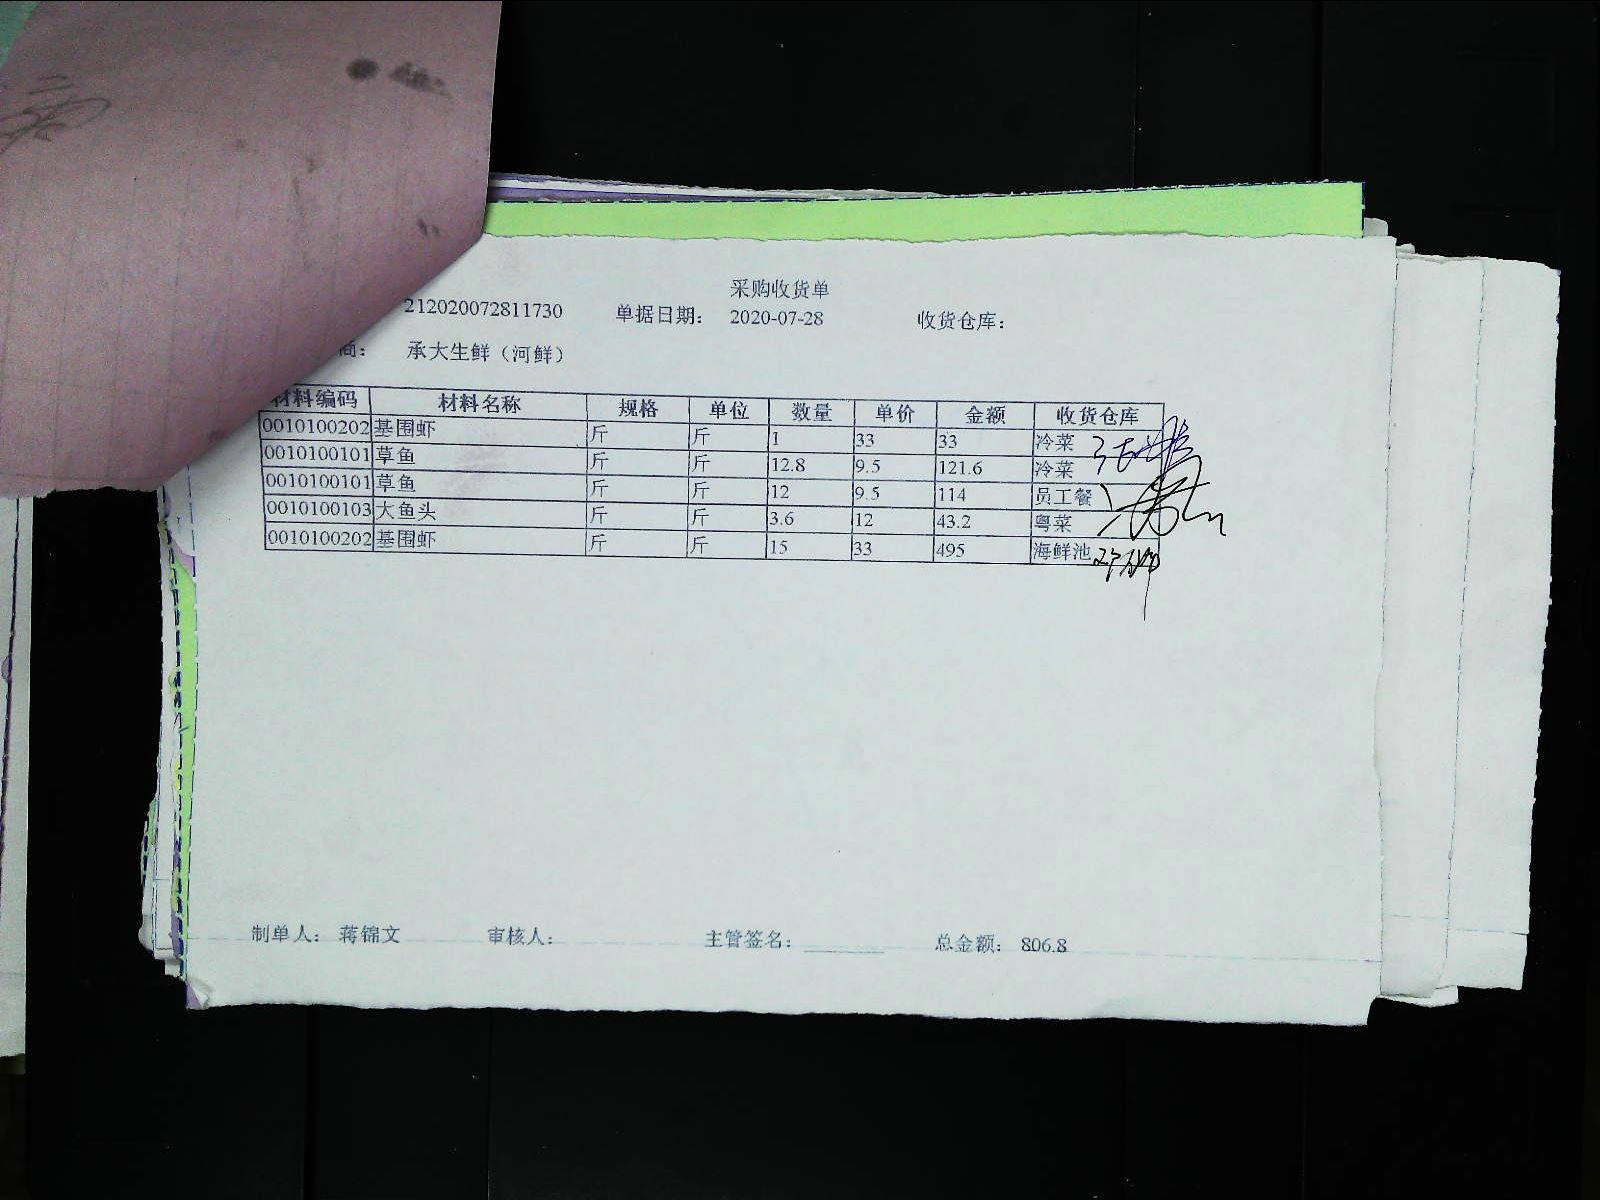 采购收货单
212020072811730 单据日期: 2020-07-28 收货仓库:
商: 承大生鲜（河鲜）
材料编码 材料名称 规格 单位 数量 单价 金额 收货仓库
0010100202 基围虾 斤 斤 1 33 33 冷菜
0010100101 草鱼 斤 斤 12.8 9.5 121.6 冷菜
0010100101 草鱼 斤 斤 12 9.5 114 员工餐
0010100103 大鱼头 斤 斤 3.6 12 43.2 粤菜
0010100202 基围虾 斤 斤 15 33 495 海鲜池
制单人: 蒋锦文 审核人: 主管签名: 总金额: 806.8